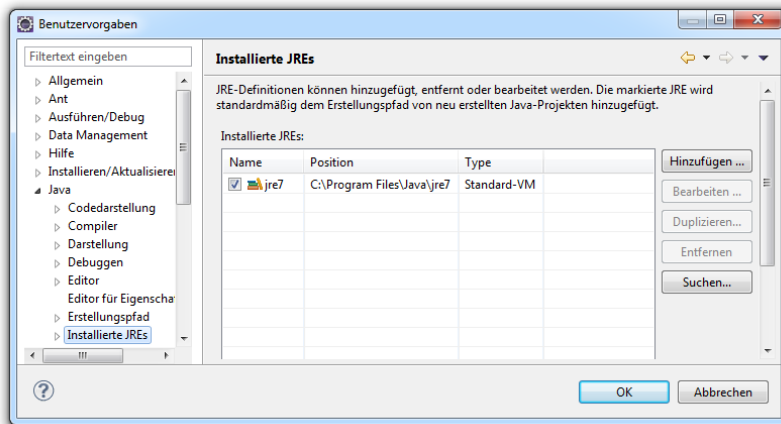 Benutzervorgaben
Filtertext eingeben
Allgemein
Ant
Ausführen/Debug
Data Management
Hilfe
Installieren/Aktualisieren
Java
Codedarstellung
Compiler
Darstellung
Debuggen
Editor
Editor für Eigenscha
Erstellungspfad
Installierte JREs
Installierte JREs
JRE-Definitionen können hinzugefügt, entfernt oder bearbeitet werden. Die markierte JRE wird
standardmäßig dem Erstellungspfad von neu erstellten Java-Projekten hinzugefügt.
Installierte JREs:
Name Position Type
jre7 C:\Program Files\Java\jre7 Standard-VM
Hinzufügen ...
Bearbeiten ...
Duplizieren...
Entfernen
Suchen...
OK Abbrechen